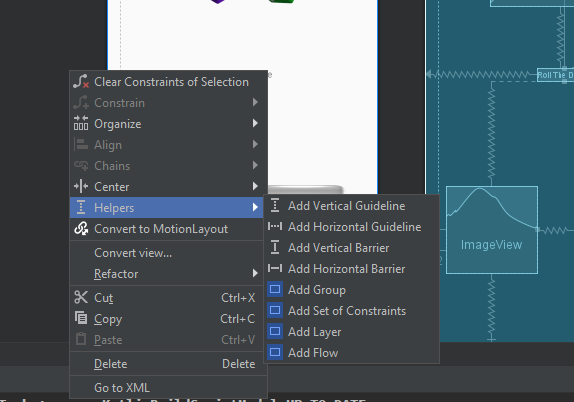 Roll The D
Clear Constraints of Selection
Constrain
Organize
Align
Chains
Center
Helpers
Convert to MotionLayout
Convert view...
Refactor
Cut Ctrl+X
Copy Ctrl+C
Paste Ctrl+V
Delete Delete
Go to XML
Add Vertical Guideline
Add Horizontal Guideline
Add Vertical Barrier
Add Horizontal Barrier
Add Group
Add Set of Constraints
Add Layer
Add Flow
ImageView